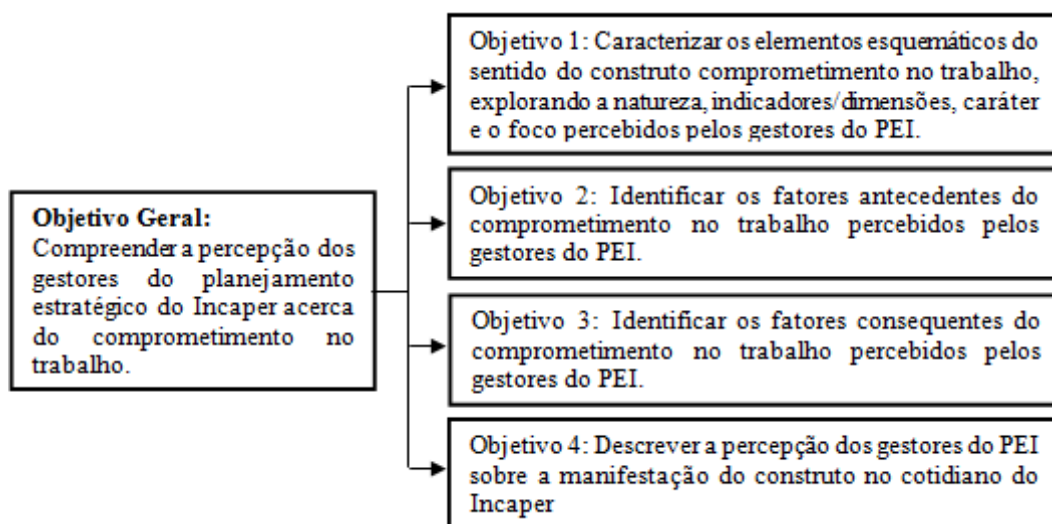 Objetivo 1: Caracterizar os elementos esquemáticos do
sentido do construto comprometimento no trabalho,
explorando a natureza, indicadores/dimensões, caráter
e o foco percebidos pelos gestores do PEI.
Objetivo Geral:
Compreender a percepção dos
gestores do planejamento
estratégico do Incaper acerca
do comprometimento no
trabalho.
Objetivo 2: Identificar os fatores antecedentes do
comprometimento no trabalho percebidos pelos
gestores do PEI.
Objetivo 3: Identificar os fatores consequentes do
comprometimento no trabalho percebidos pelos
gestores do PEI.
Objetivo 4: Descrever a percepção dos gestores do PEI
sobre a manifestação do construto no cotidiano do
Incaper